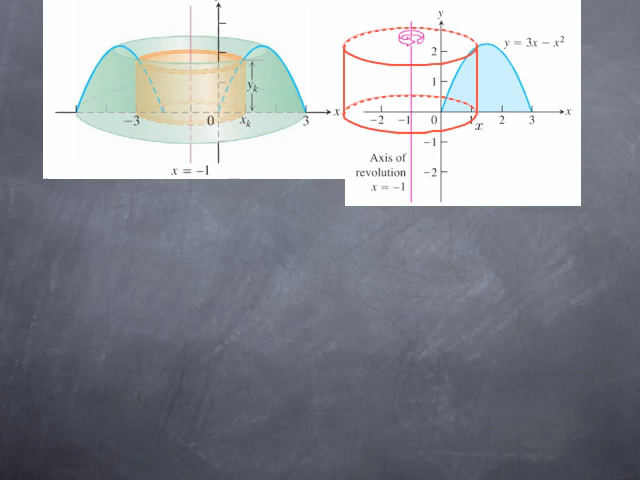 y_k
x
−3
0
x_k
3
x = −1
y
y = 3x − x²
2
1
x
−2
−1
0
1
2
3
x
−1
Axis of
revolution
−2
x = −1